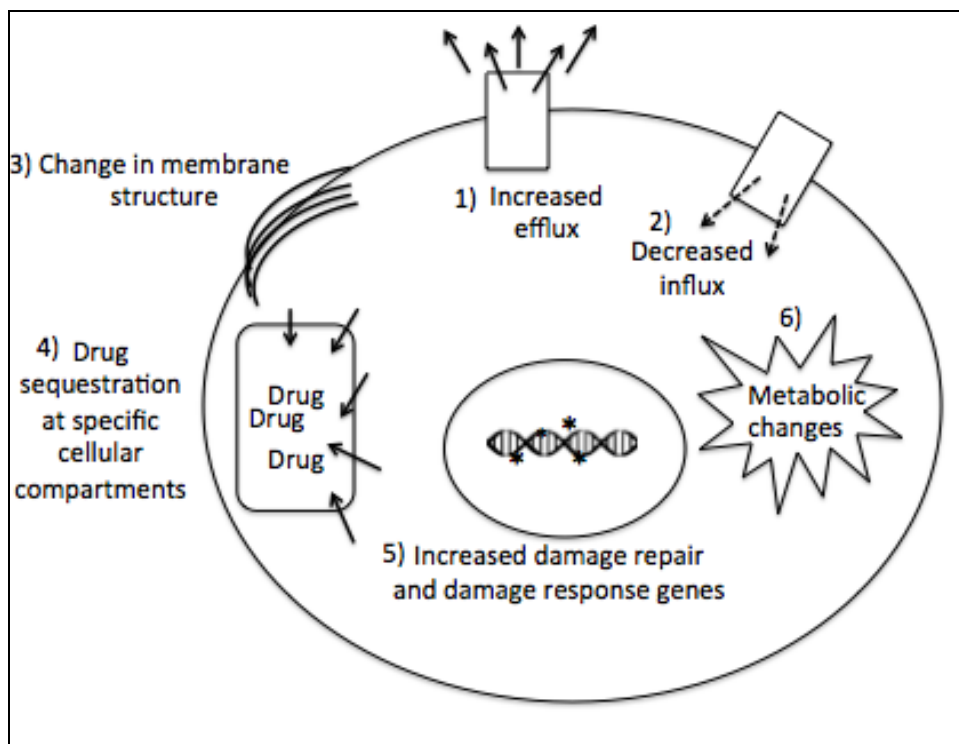 3) Change in membrane
structure
1) Increased
efflux
2)
Decreased
influx
4) Drug
sequestration
at specific
cellular
compartments
Drug
Drug
Drug
6)
Metabolic
changes
5) Increased damage repair
and damage response genes